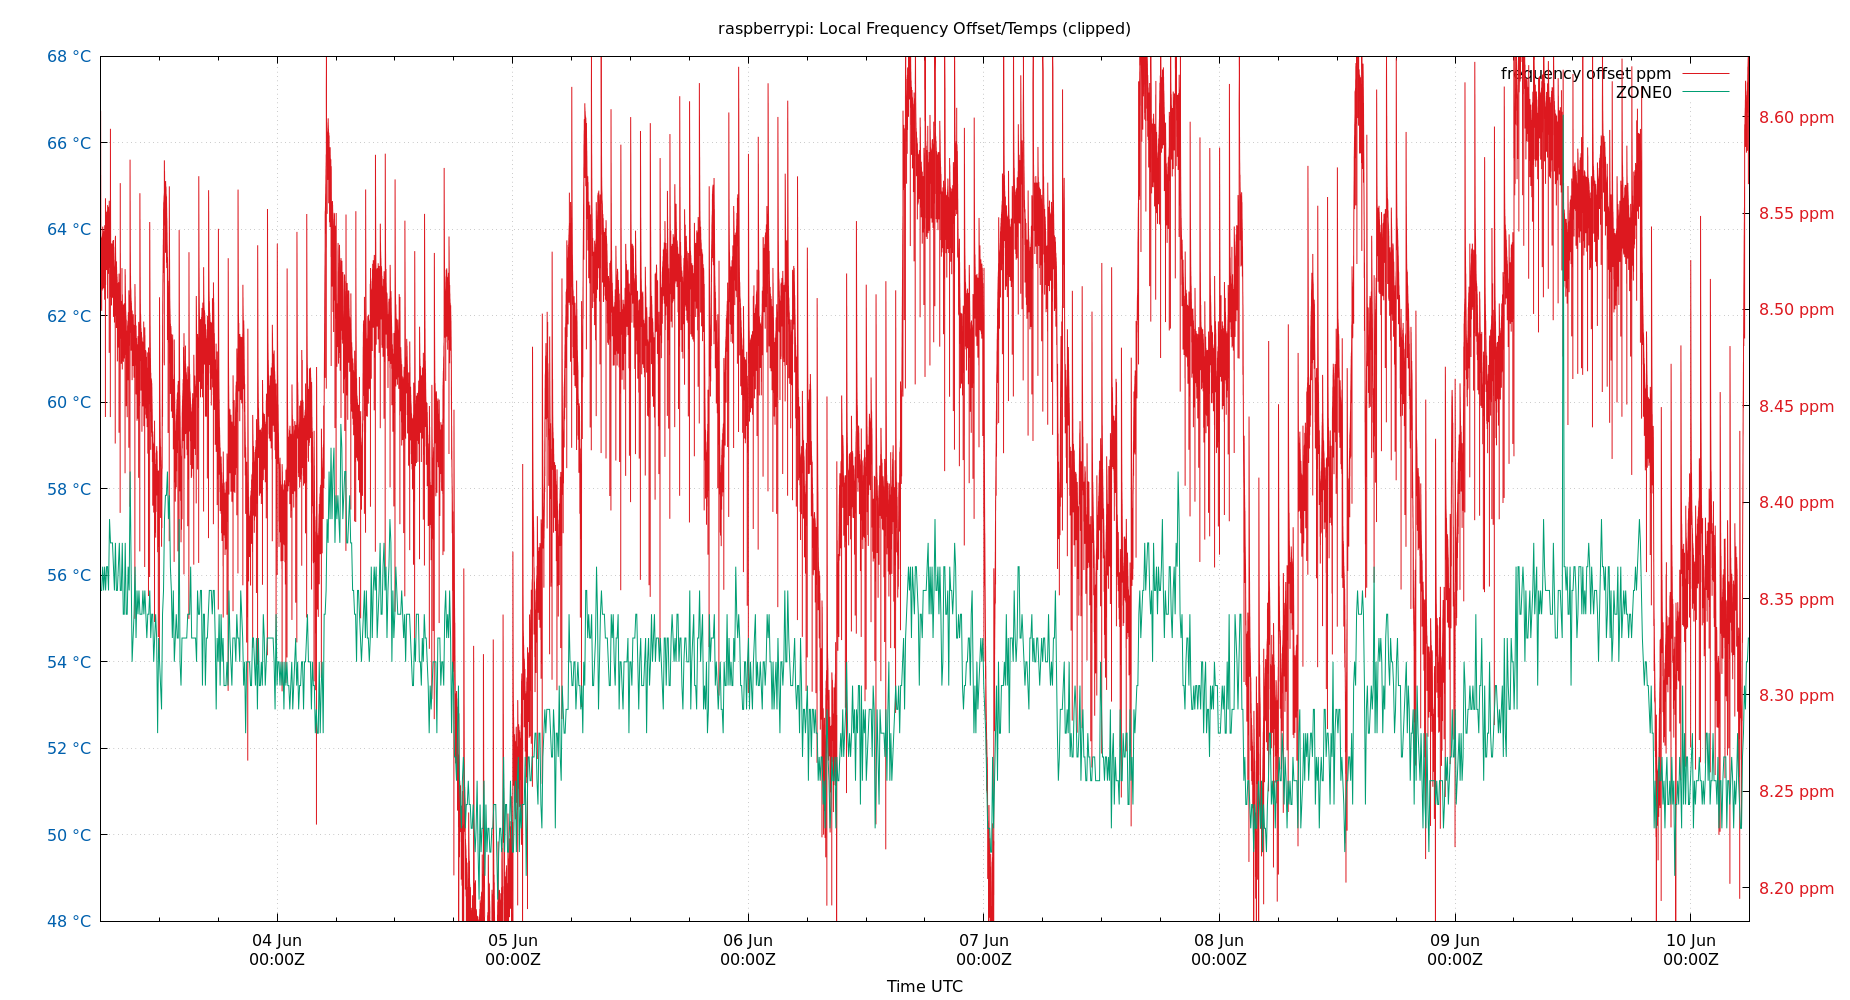 raspberrypi: Local Frequency Offset/Temps (clipped)
68 °C
66 °C
64 °C
62 °C
60 °C
58 °C
56 °C
54 °C
52 °C
50 °C
48 °C
frequency offset ppm
ZONE0
8.60 ppm
8.55 ppm
8.50 ppm
8.45 ppm
8.40 ppm
8.35 ppm
8.30 ppm
8.25 ppm
8.20 ppm
04 Jun
00:00Z
05 Jun
00:00Z
06 Jun
00:00Z
07 Jun
00:00Z
08 Jun
00:00Z
09 Jun
00:00Z
10 Jun
00:00Z
Time UTC